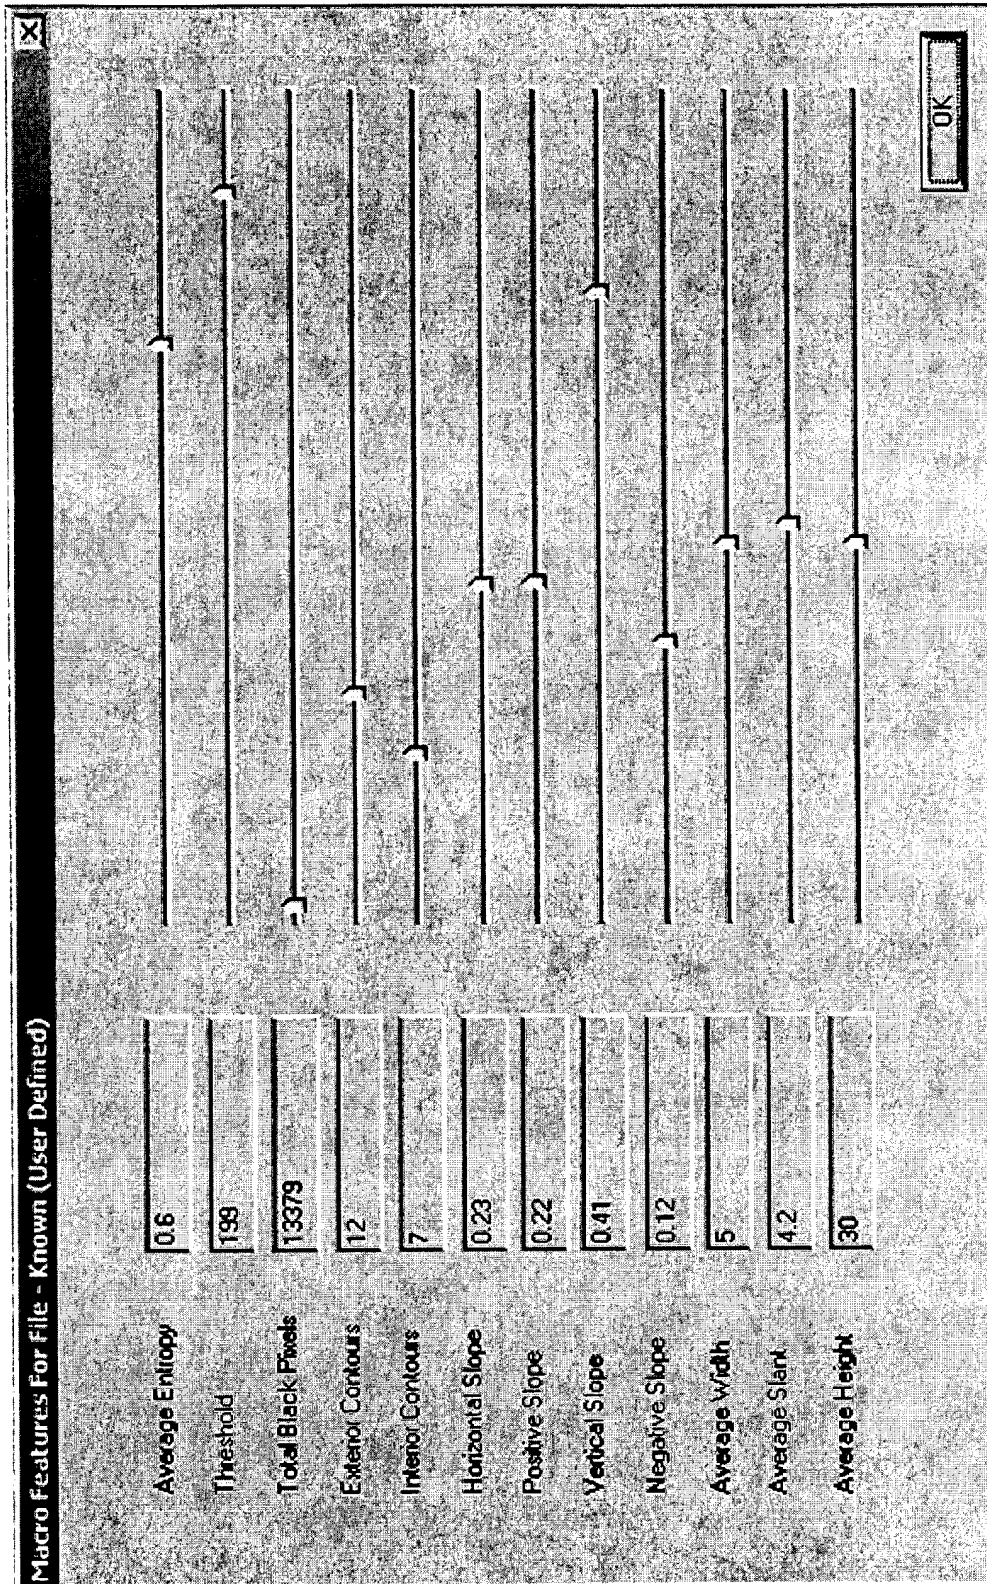 Macro Features For File - Known (User Defined)
Average Entropy 0.6
Threshold 198
Total Black Pixels 13379
Exterior Contours 12
Interior Contours 7
Horizontal Slope 0.23
Positive Slope 0.22
Vertical Slope 0.41
Negative Slope 0.12
Average Width 5
Average Slant 4.2
Average Height 30
OK